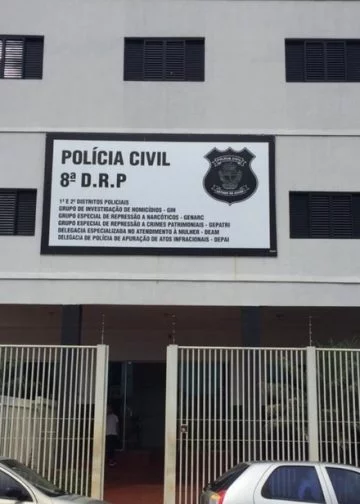 POLÍCIA CIVIL
8ª D.R.P
1º E 2º DISTRITOS POLICIAIS
GRUPO DE INVESTIGAÇÃO DE HOMICÍDIOS - GIH
GRUPO ESPECIAL DE REPRESSÃO A NARCÓTICOS - GENARC
GRUPO ESPECIAL DE REPRESSÃO A CRIMES PATRIMONIAIS - GEPATRI
DELEGACIA ESPECIALIZADA NO ATENDIMENTO À MULHER - DEAM
DELEGACIA DE POLÍCIA DE APURAÇÃO DE ATOS INFRACIONAIS - DEPAI
POLÍCIA CIVIL